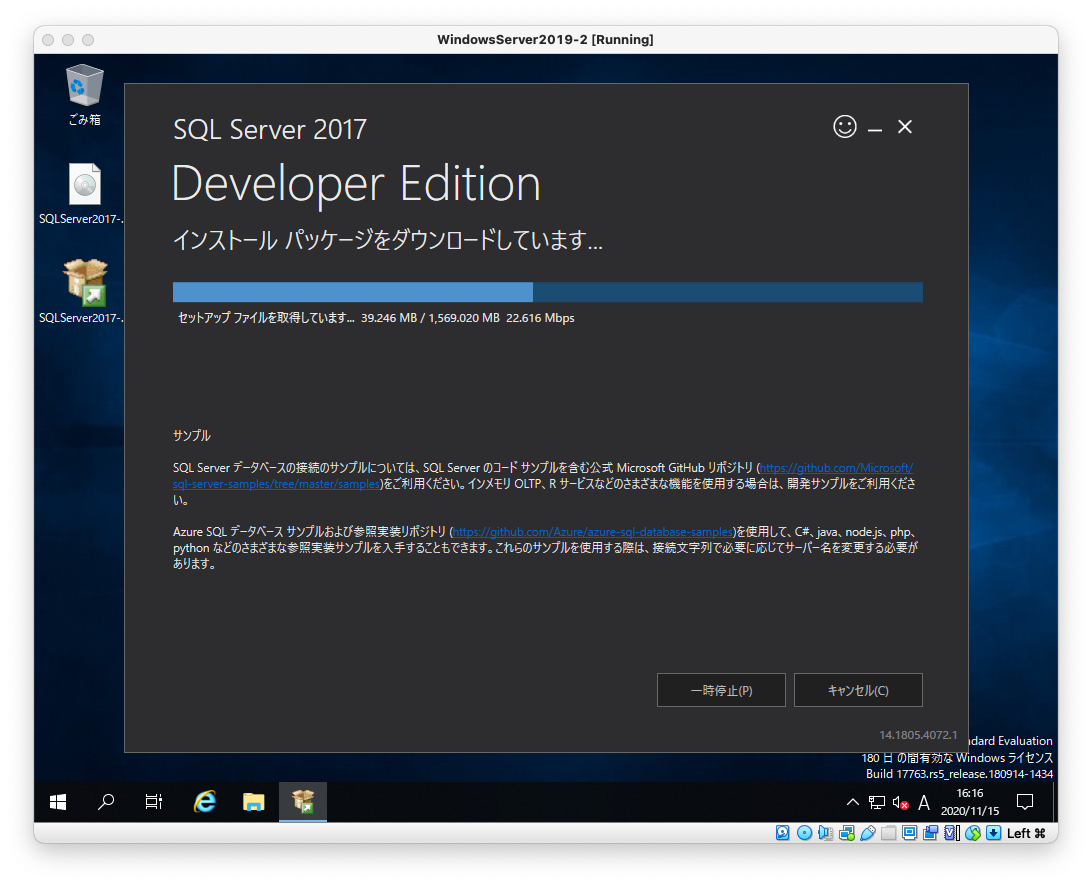 WindowsServer2019-2 [Running]
ごみ箱
SQLServer2017-.
SQLServer2017-.
SQL Server 2017
Developer Edition
インストール パッケージをダウンロードしています...
セットアップ ファイルを取得しています... 39.246 MB / 1,569.020 MB 22.616 Mbps
サンプル
SQL Server データベースの接続のサンプルについては、SQL Server のコード サンプルを含む公式 Microsoft GitHub リポジトリ (https://github.com/Microsoft/
sql-server-samples/tree/master/samples)をご利用ください。インメモリ OLTP、R サービスなどのさまざまな機能を使用する場合は、開発サンプルをご利用くださ
い。
Azure SQL データベース サンプルおよび参照実装リポジトリ (https://github.com/Azure/azure-sql-database-samples)を使用して、C#、java、node.js、php、
python などのさまざまな参照実装サンプルを入手することもできます。これらのサンプルを使用する際は、接続文字列で必要に応じてサーバー名を変更する必要が
あります。
一時停止(P)
キャンセル(C)
14.1805.4072.1
dard Evaluation
180 日 の間有効な Windows ライセンス
Build 17763.rs5_release.180914-1434
A
16:16
2020/11/15
Left ⌘